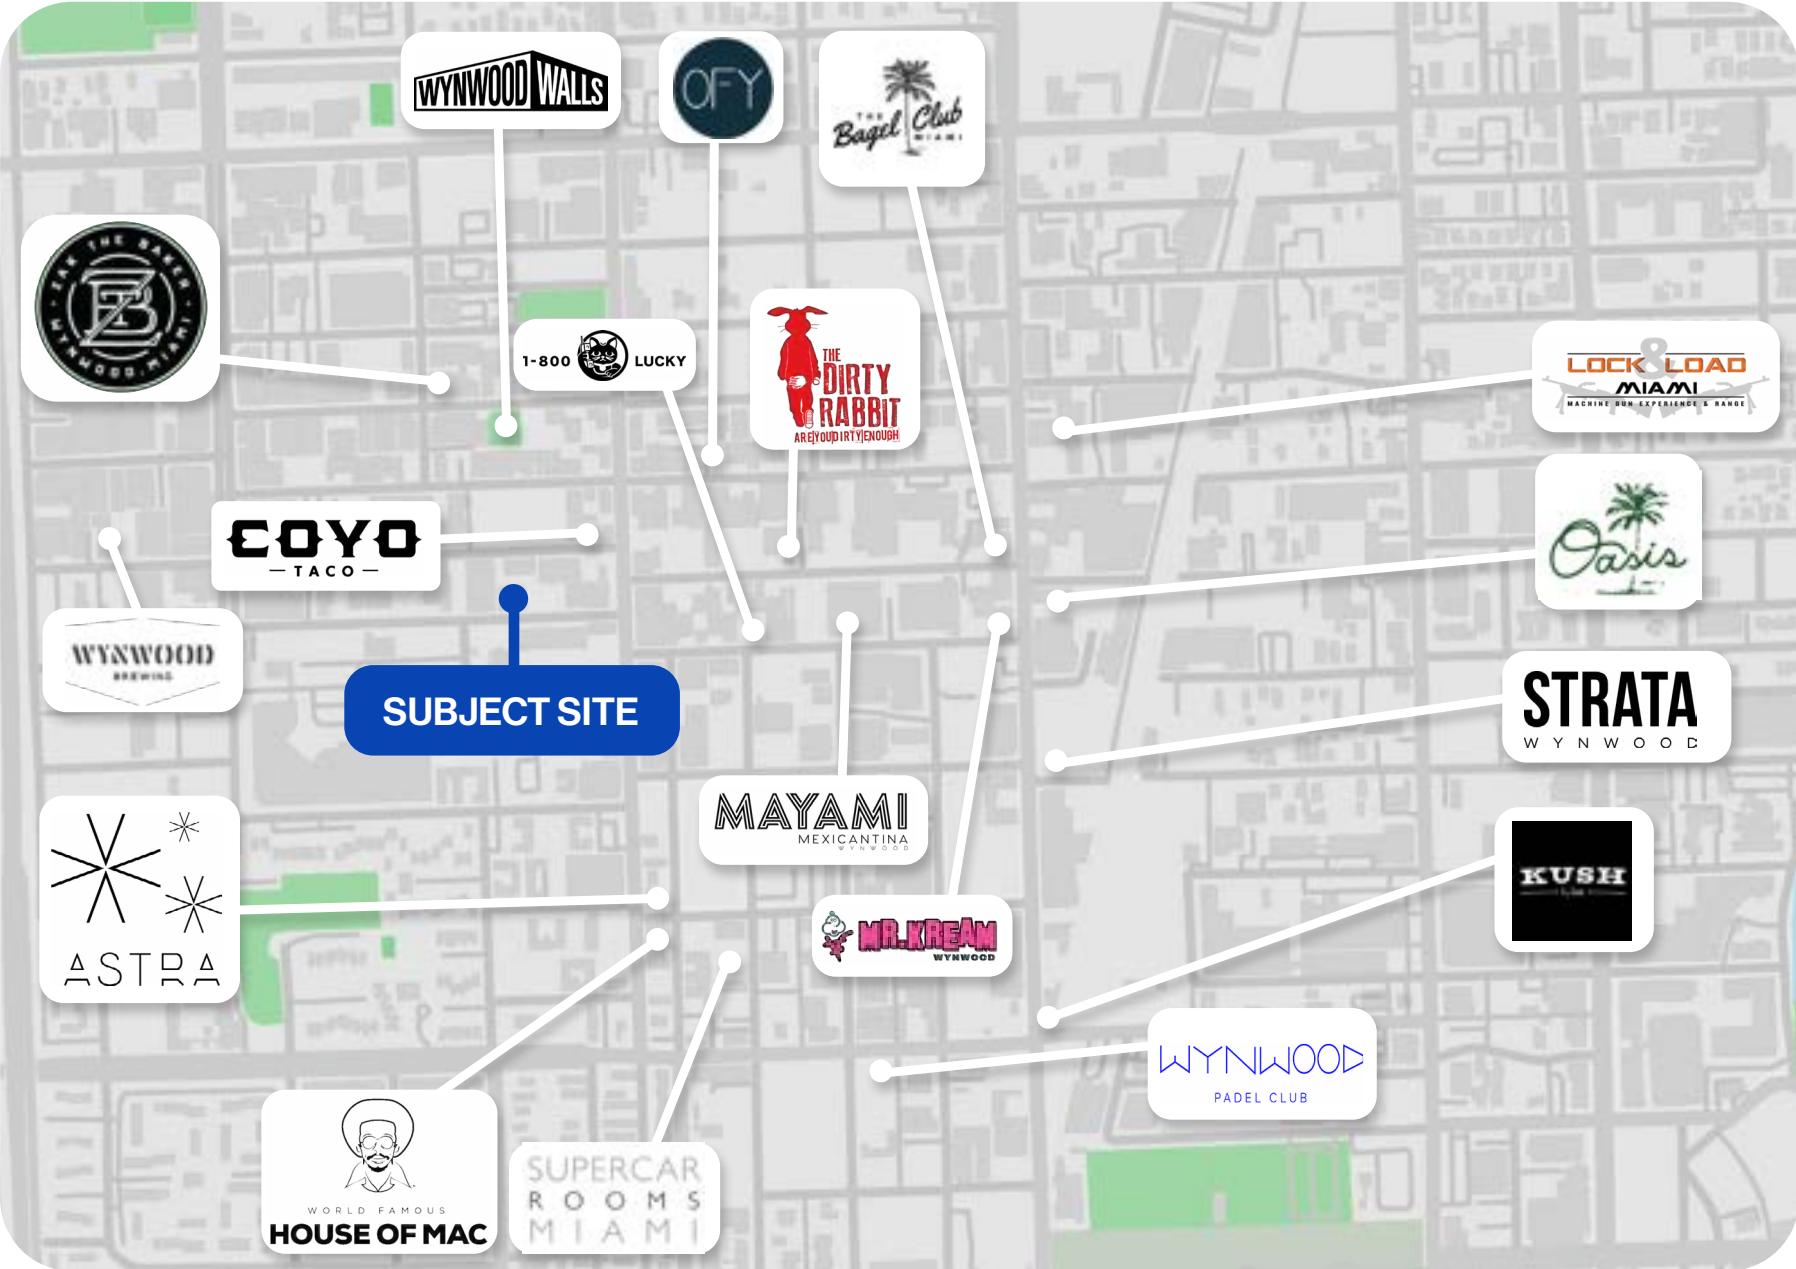 WYNWOOD WALLS
OFY
THE
Bagel Club
MIAMI
ZAK THE BAKER
ZTB
WYNWOOD, MIAMI
1-800 LUCKY
THE
DIRTY
RABBIT
ARE YOU DIRTY ENOUGH
LOCK & LOAD
MIAMI
MACHINE GUN EXPERIENCE & RANGE
COYO
TACO
Oasis
WYNWOOD
BREWING
SUBJECT SITE
STRATA
WYNWOOD
MAYAMI
MEXICANTINA
WYNWOOD
ASTRA
KUSH
MR.KREAM
WYNWOOD
WYNWOOD
PADEL CLUB
WORLD FAMOUS
HOUSE OF MAC
SUPERCAR
ROOMS
MIAMI